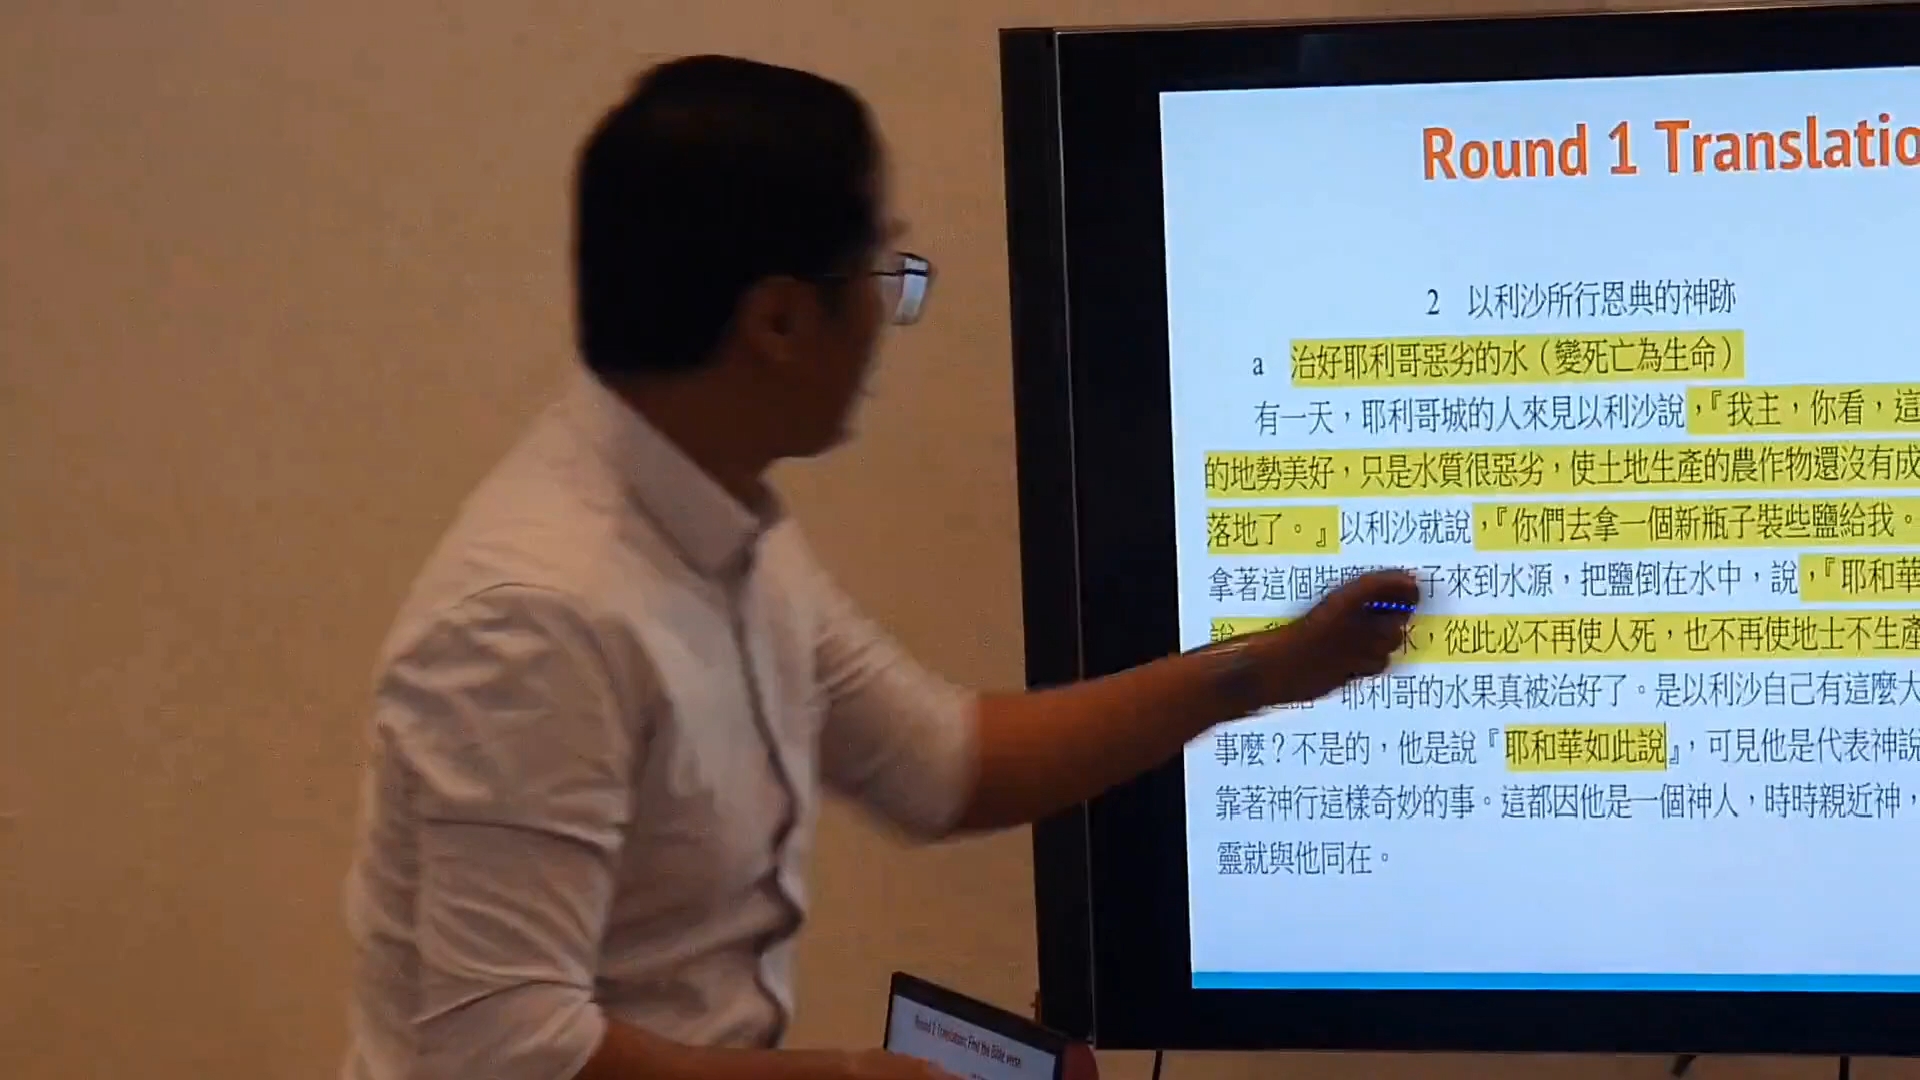 Round 1 Translatio
2 以利沙所行恩典的神跡
a 治好耶利哥惡劣的水（變死亡為生命）
有一天，耶利哥城的人來見以利沙說，『我主，你看，這
的地勢美好，只是水質很惡劣，使土地生產的農作物還沒有成
落地了。』以利沙就說，『你們去拿一個新瓶子裝些鹽給我。
拿著這個裝鹽 子來到水源，把鹽倒在水中，說，『耶和華
說 水，從此必不再使人死，也不再使地土不生產
耶利哥的水果真被治好了。是以利沙自己有這麼大
事麼？不是的，他是說『耶和華如此說』，可見他是代表神說
靠著神行這樣奇妙的事。這都因他是一個神人，時時親近神，
靈就與他同在。
Round 1 Translation: Find the Bible verse